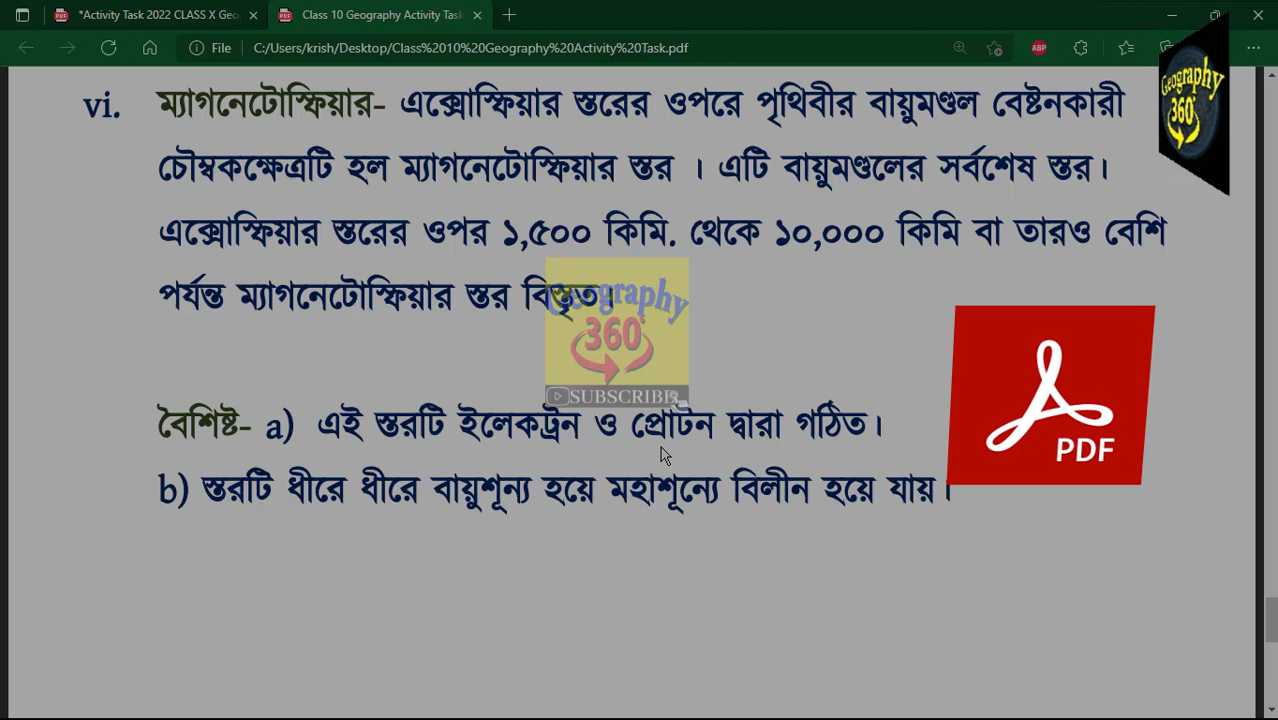 *Activity Task 2022 CLASS X Geo
Class 10 Geography Activity Task
File
C:/Users/krish/Desktop/Class%2010%20Geography%20Activity%20Task.pdf
ABP
Geography
360°
vi. ম্যাগনেটোস্ফিয়ার- এক্সোস্ফিয়ার স্তরের ওপরে পৃথিবীর বায়ুমণ্ডল বেষ্টনকারী
চৌম্বকক্ষেত্রটি হল ম্যাগনেটোস্ফিয়ার স্তর । এটি বায়ুমণ্ডলের সর্বশেষ স্তর।
এক্সোস্ফিয়ার স্তরের ওপর ১,৫০০ কিমি. থেকে ১০,০০০ কিমি বা তারও বেশি
পর্যন্ত ম্যাগনেটোস্ফিয়ার স্তর বিস্তৃত।
Geography
360°
SUBSCRIBE
PDF
বৈশিষ্ট- a) এই স্তরটি ইলেকট্রন ও প্রোটন দ্বারা গঠিত।
b) স্তরটি ধীরে ধীরে বায়ুশূন্য হয়ে মহাশূন্যে বিলীন হয়ে যায়।